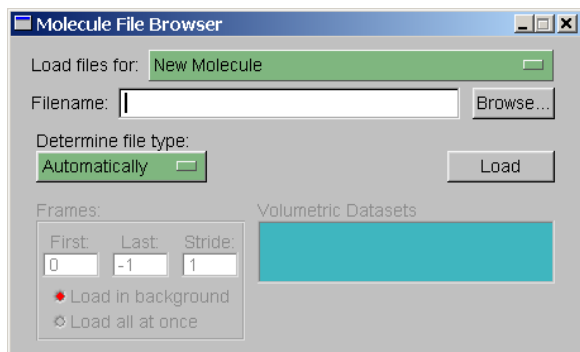 Molecule File Browser
Load files for: New Molecule
Filename: Browse...
Determine file type:
Automatically Load
Frames: Volumetric Datasets
First: Last: Stride:
0 -1 1
Load in background
Load all at once